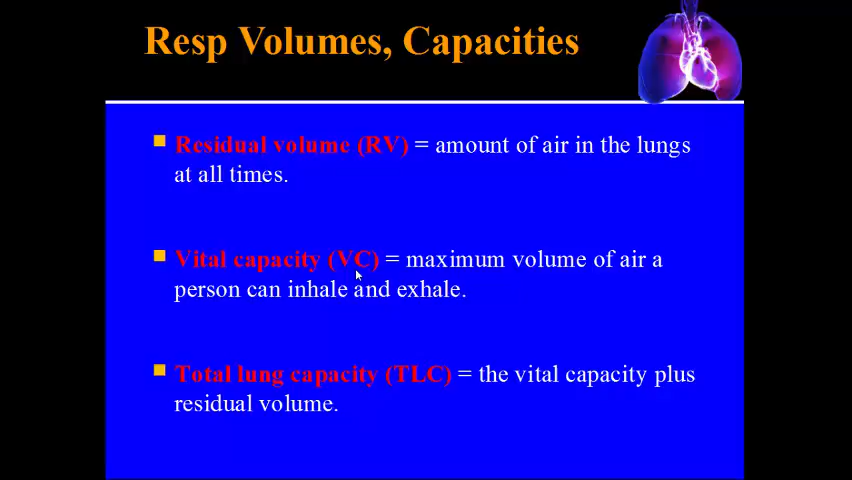 Resp Volumes, Capacities
Residual volume (RV) = amount of air in the lungs
at all times.
Vital capacity (VC) = maximum volume of air a
person can inhale and exhale.
Total lung capacity (TLC) = the vital capacity plus
residual volume.